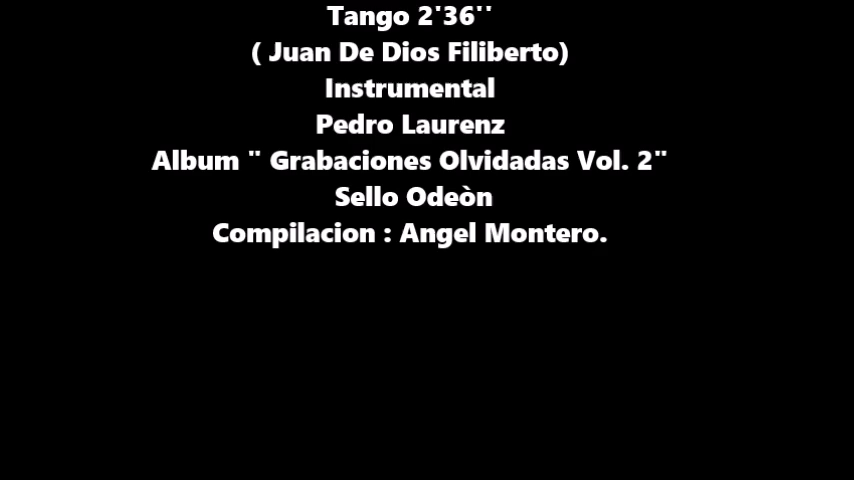 Tango 2'36''
( Juan De Dios Filiberto)
Instrumental
Pedro Laurenz
Album " Grabaciones Olvidadas Vol. 2"
Sello Odeòn
Compilacion : Angel Montero.